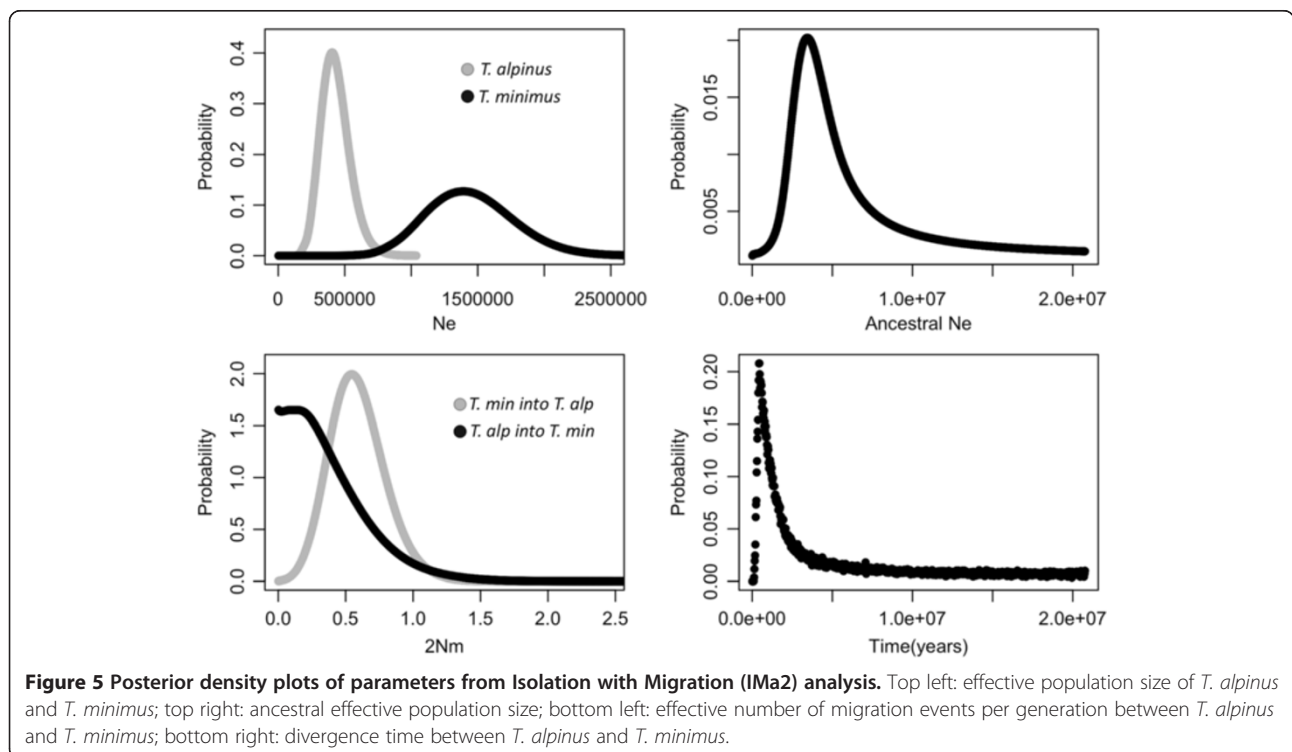 Probability
0.0 0.1 0.2 0.3 0.4
T. alpinus
T. minimus
0 500000 1500000 2500000
Ne
Probability
0.005 0.015
0.0e+00 1.0e+07 2.0e+07
Ancestral Ne
Probability
0.0 0.5 1.0 1.5 2.0
T. min into T. alp
T. alp into T. min
0.0 0.5 1.0 1.5 2.0 2.5
2Nm
Probability
0.00 0.05 0.10 0.15 0.20
0.0e+00 1.0e+07 2.0e+07
Time(years)
Figure 5 Posterior density plots of parameters from Isolation with Migration (IMa2) analysis. Top left: effective population size of T. alpinus
and T. minimus; top right: ancestral effective population size; bottom left: effective number of migration events per generation between T. alpinus
and T. minimus; bottom right: divergence time between T. alpinus and T. minimus.